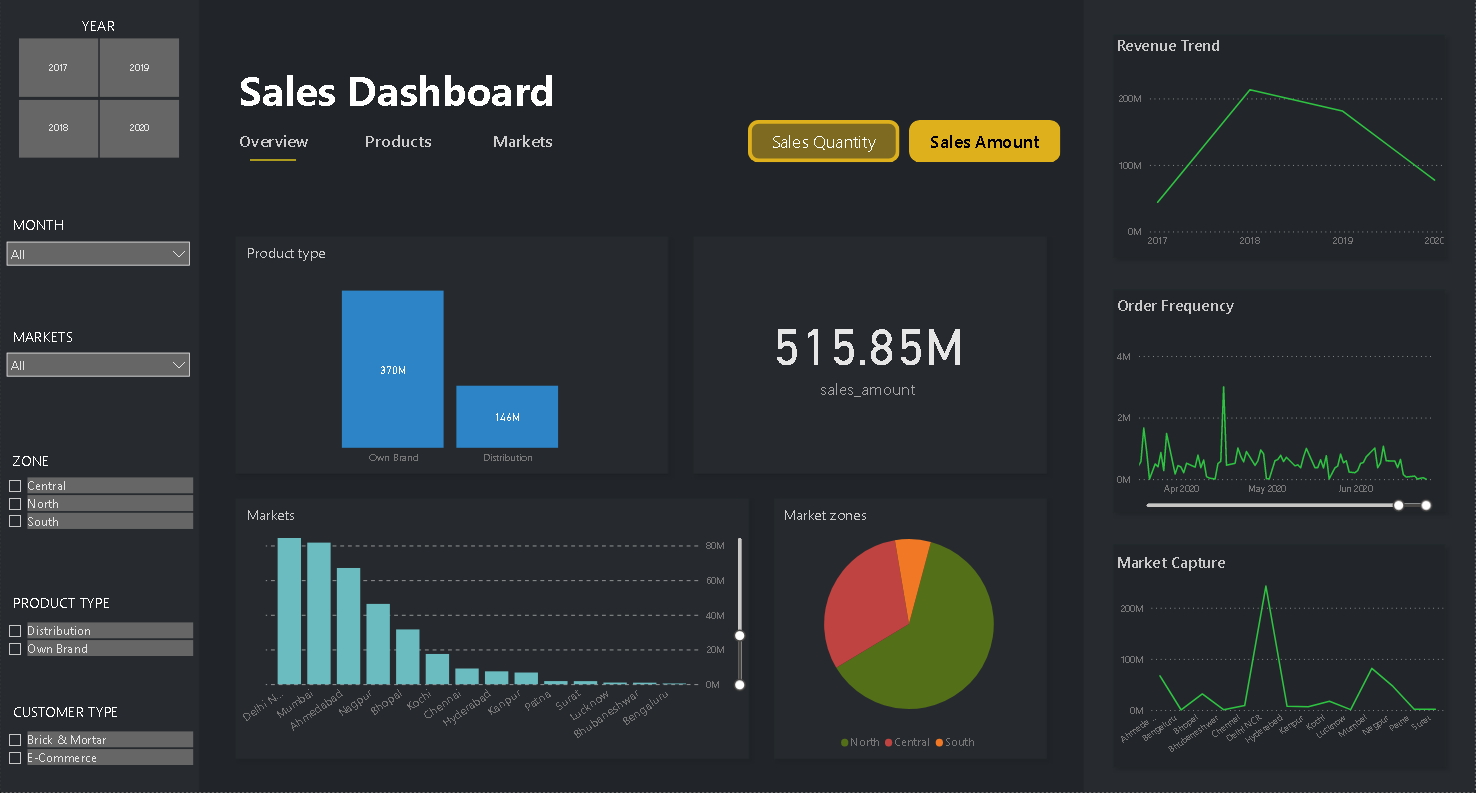 YEAR
2017
2019
2018
2020
MONTH
All
MARKETS
All
ZONE
Central
North
South
PRODUCT TYPE
Distribution
Own Brand
CUSTOMER TYPE
Brick & Mortar
E-Commerce
Sales Dashboard
Overview
Products
Markets
Sales Quantity
Sales Amount
Product type
370M
146M
Own Brand
Distribution
515.85M
sales_amount
Markets
80M
60M
40M
20M
0M
Delhi N...
Mumbai
Ahmedabad
Nagpur
Bhopal
Kochi
Chennai
Hyderabad
Kanpur
Patna
Surat
Lucknow
Bhubaneshwar
Bengaluru
Market zones
North
Central
South
Revenue Trend
200M
100M
0M
2017
2018
2019
2020
Order Frequency
4M
2M
0M
Apr 2020
May 2020
Jun 2020
Market Capture
200M
100M
0M
Ahmeda...
Bengaluru
Bhopal
Bhubaneshwar
Chennai
Delhi NCR
Hyderabad
Kanpur
Kochi
Lucknow
Mumbai
Nagpur
Patna
Surat